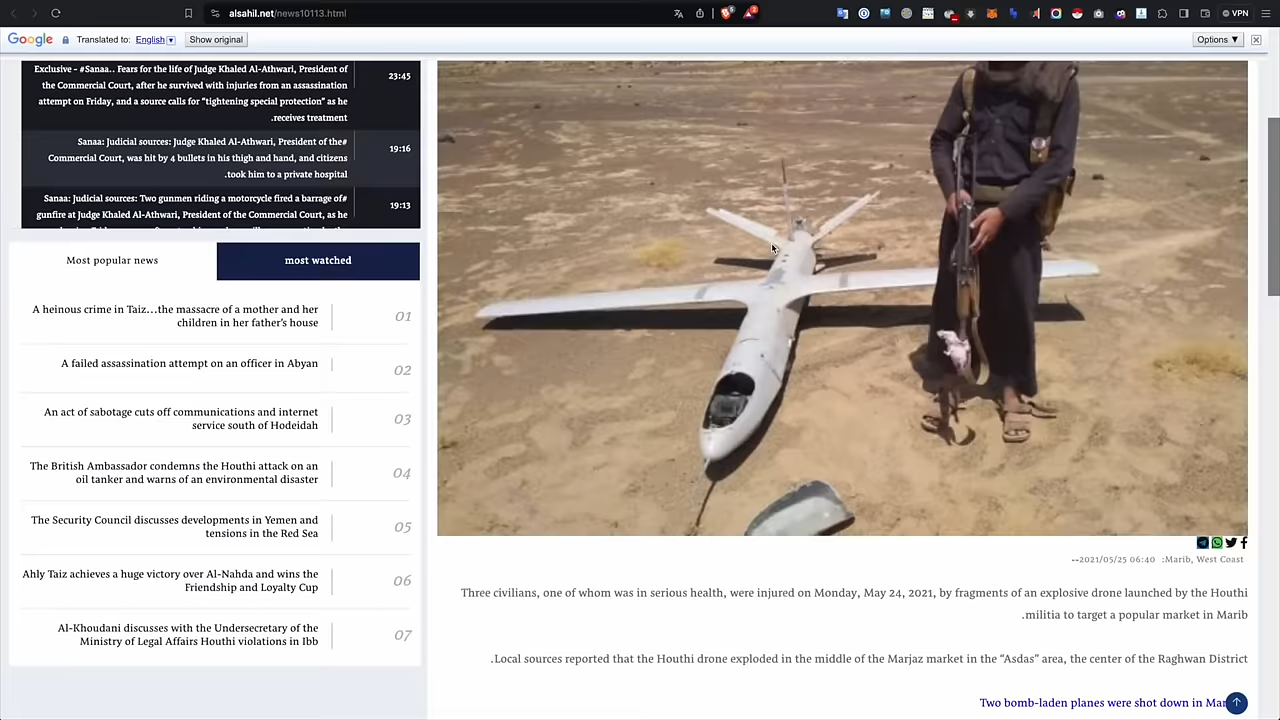 alsahil.net/news10113.html
VPN
Google
Translated to: English
Show original
Options ▼
Exclusive - #Sanaa.. Fears for the life of Judge Khaled Al-Athwari, President of
the Commercial Court, after he survived with injuries from an assassination
attempt on Friday, and a source calls for "tightening special protection" as he
.receives treatment
23:45
Sanaa: Judicial sources: Judge Khaled Al-Athwari, President of the#
Commercial Court, was hit by 4 bullets in his thigh and hand, and citizens
.took him to a private hospital
19:16
Sanaa: Judicial sources: Two gunmen riding a motorcycle fired a barrage of#
gunfire at Judge Khaled Al-Athwari, President of the Commercial Court, as he
19:13
Most popular news
most watched
A heinous crime in Taiz...the massacre of a mother and her
children in her father's house
01
A failed assassination attempt on an officer in Abyan
02
An act of sabotage cuts off communications and internet
service south of Hodeidah
03
The British Ambassador condemns the Houthi attack on an
oil tanker and warns of an environmental disaster
04
The Security Council discusses developments in Yemen and
tensions in the Red Sea
05
Ahly Taiz achieves a huge victory over Al-Nahda and wins the
Friendship and Loyalty Cup
06
Al-Khoudani discusses with the Undersecretary of the
Ministry of Legal Affairs Houthi violations in Ibb
07
--2021/05/25 06:40 :Marib, West Coast
Three civilians, one of whom was in serious health, were injured on Monday, May 24, 2021, by fragments of an explosive drone launched by the Houthi
.militia to target a popular market in Marib
.Local sources reported that the Houthi drone exploded in the middle of the Marjaz market in the "Asdas" area, the center of the Raghwan District
Two bomb-laden planes were shot down in